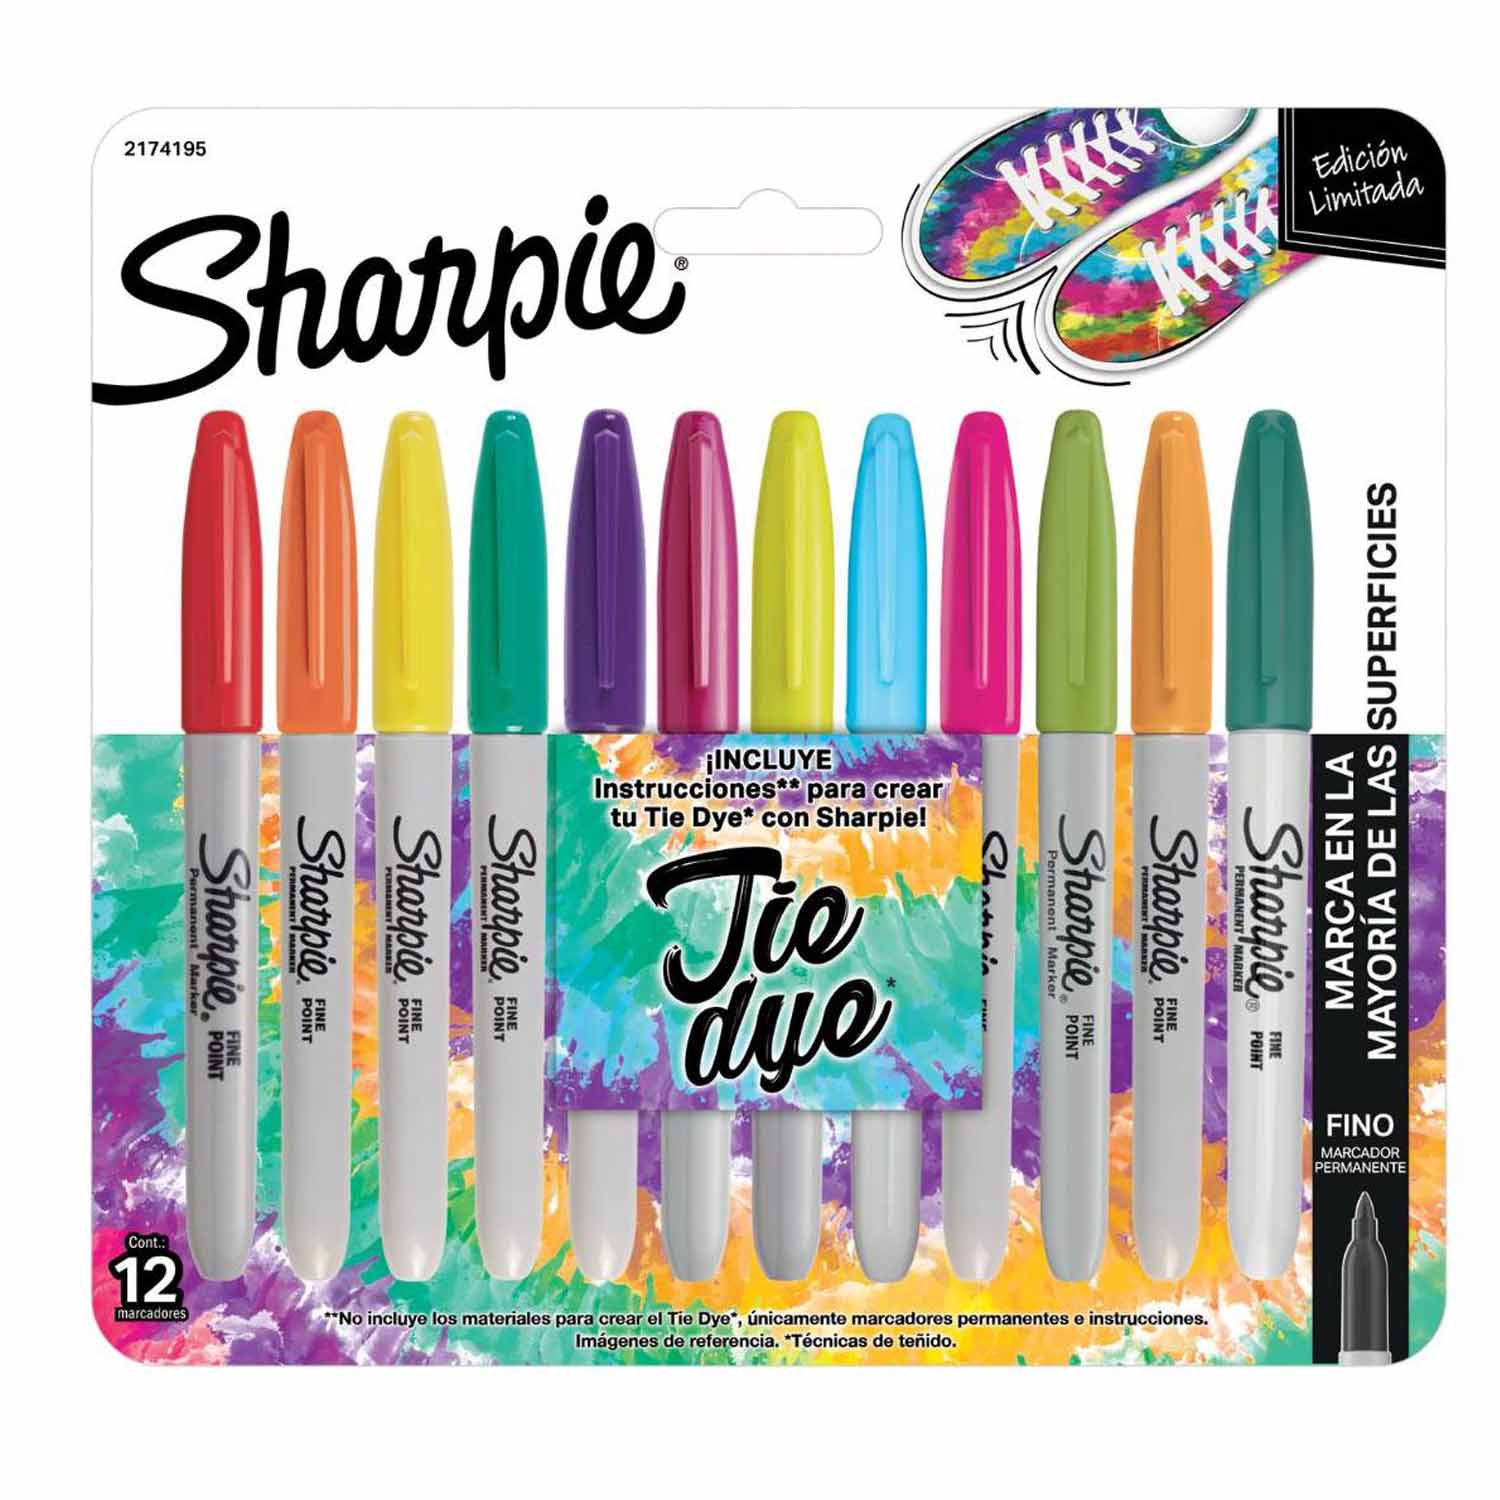 2174195
Edición
Limitada
Sharpie®
¡INCLUYE
Instrucciones** para crear
tu Tie Dye* con Sharpie!
Tie
dye*
Sharpie®
Permanent Marker
FINE
POINT
Sharpie®
PERMANENT MARKER
FINE
POINT
Sharpie®
PERMANENT MARKER
FINE
POINT
Sharpie®
PERMANENT MARKER
FINE
POINT
Sharpie®
Permanent Marker
FINE
POINT
Sharpie®
PERMANENT MARKER
FINE
POINT
Sharpie®
PERMANENT MARKER
FINE
POINT
MARCA EN LA
MAYORÍA DE LAS SUPERFICIES
FINO
MARCADOR
PERMANENTE
Cont.:
12
marcadores
**No incluye los materiales para crear el Tie Dye*, únicamente marcadores permanentes e instrucciones.
Imágenes de referencia. *Técnicas de teñido.